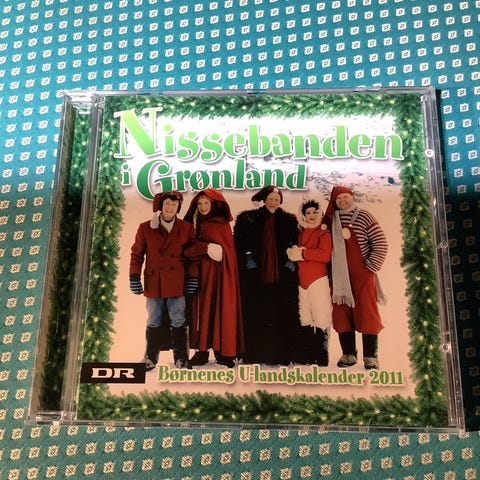 Nissebanden
i Grønland
DR
Børnenes U-landskalender 2011